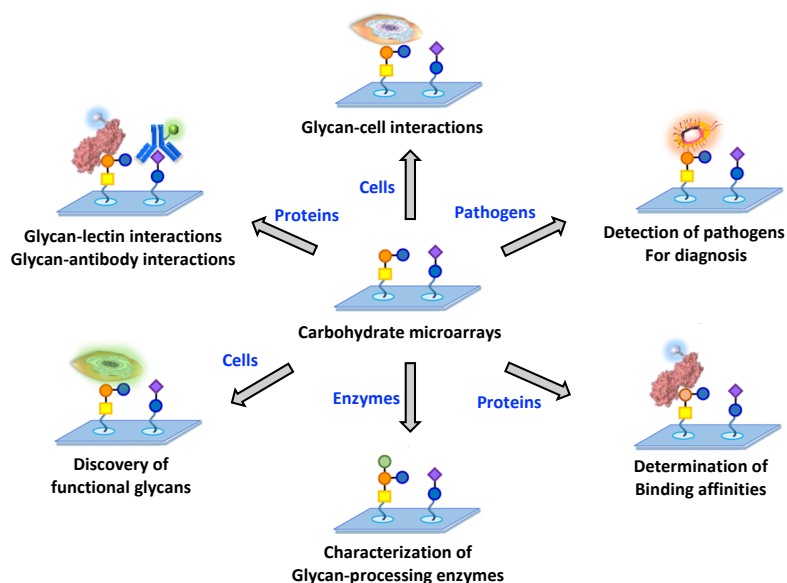 Glycan-cell interactions
Cells
Proteins
Pathogens
Glycan-lectin interactions
Glycan-antibody interactions
Detection of pathogens
For diagnosis
Carbohydrate microarrays
Cells
Enzymes
Proteins
Discovery of
functional glycans
Determination of
Binding affinities
Characterization of
Glycan-processing enzymes